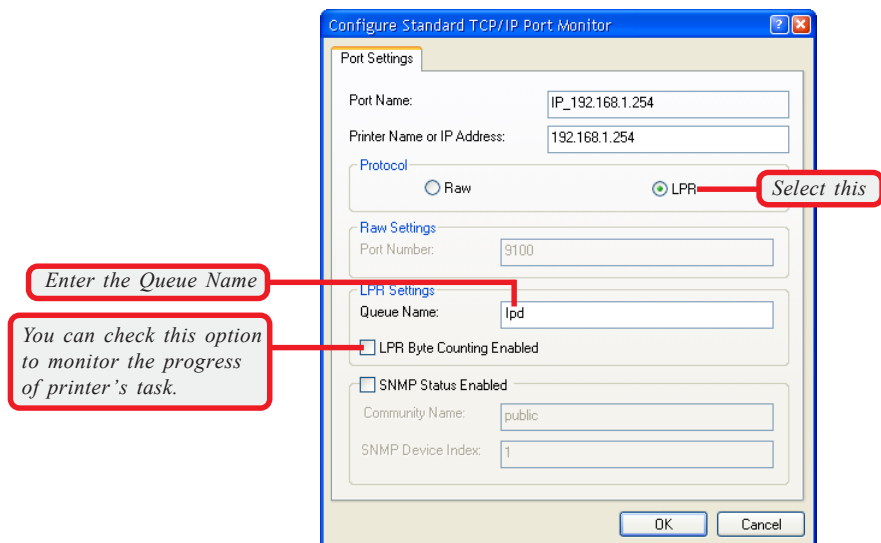 Configure Standard TCP/IP Port Monitor
Port Settings
Port Name: IP_192.168.1.254
Printer Name or IP Address: 192.168.1.254
Protocol
Raw LPR
Select this
Raw Settings
Port Number: 9100
Enter the Queue Name
LPR Settings
Queue Name: lpd
You can check this option
to monitor the progress
of printer's task.
LPR Byte Counting Enabled
SNMP Status Enabled
Community Name: public
SNMP Device Index: 1
OK Cancel